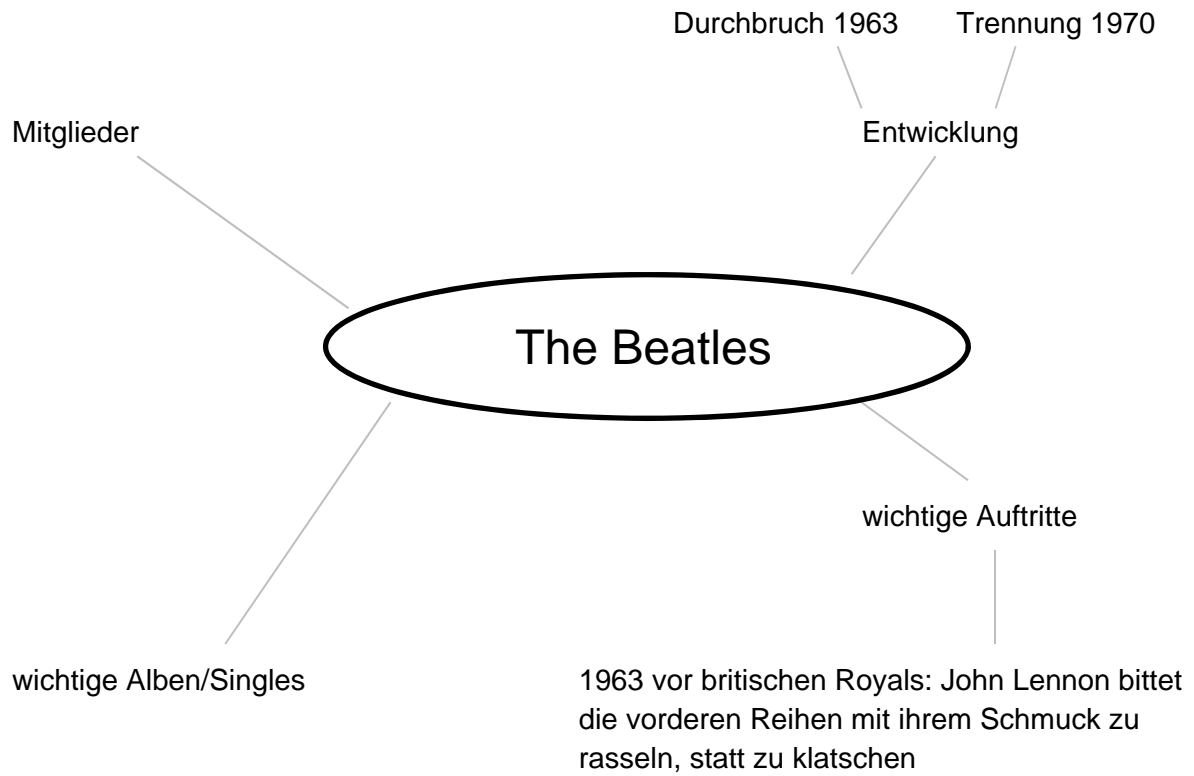 Durchbruch 1963
Trennung 1970
Mitglieder
Entwicklung
The Beatles
wichtige Auftritte
wichtige Alben/Singles
1963 vor britischen Royals: John Lennon bittet
die vorderen Reihen mit ihrem Schmuck zu
rasseln, statt zu klatschen